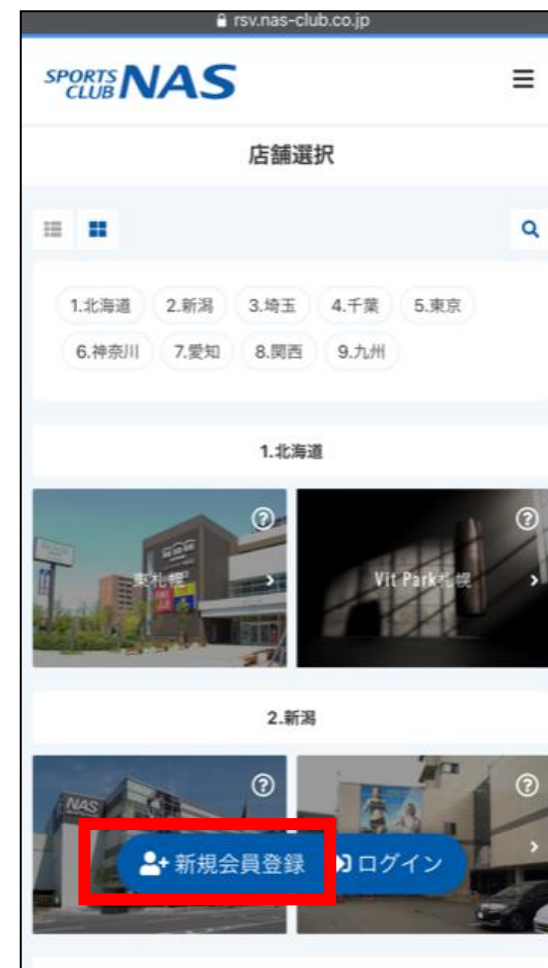 rsv.nas-club.co.jp
SPORTS CLUB NAS
店舗選択
1.北海道 2.新潟 3.埼玉 4.千葉 5.東京
6.神奈川 7.愛知 8.関西 9.九州
1.北海道
東札幌 Vit Park札幌
2.新潟
NAS
新規会員登録 ログイン